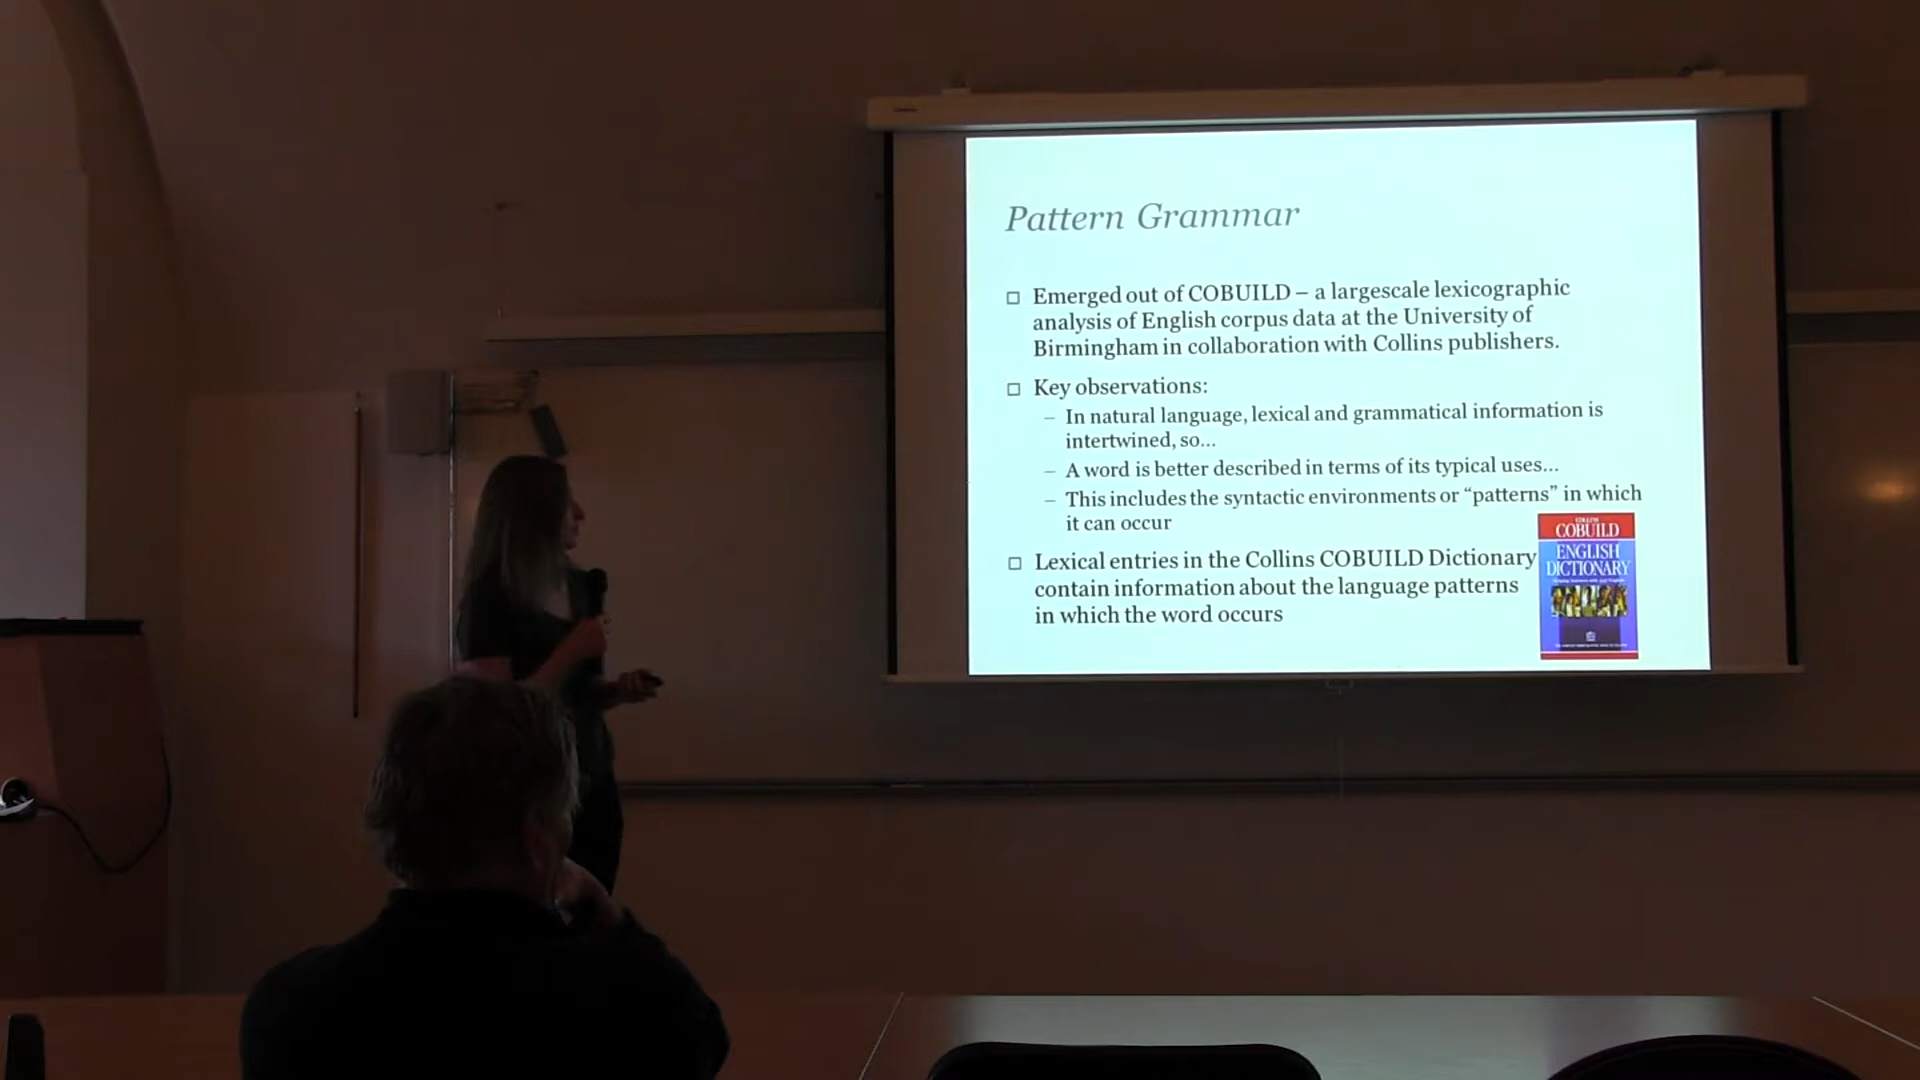 Pattern Grammar
□ Emerged out of COBUILD – a largescale lexicographic
analysis of English corpus data at the University of
Birmingham in collaboration with Collins publishers.
□ Key observations:
– In natural language, lexical and grammatical information is
intertwined, so...
– A word is better described in terms of its typical uses...
– This includes the syntactic environments or “patterns” in which
it can occur
□ Lexical entries in the Collins COBUILD Dictionary
contain information about the language patterns
in which the word occurs
COLLINS
COBUILD
ENGLISH
DICTIONARY